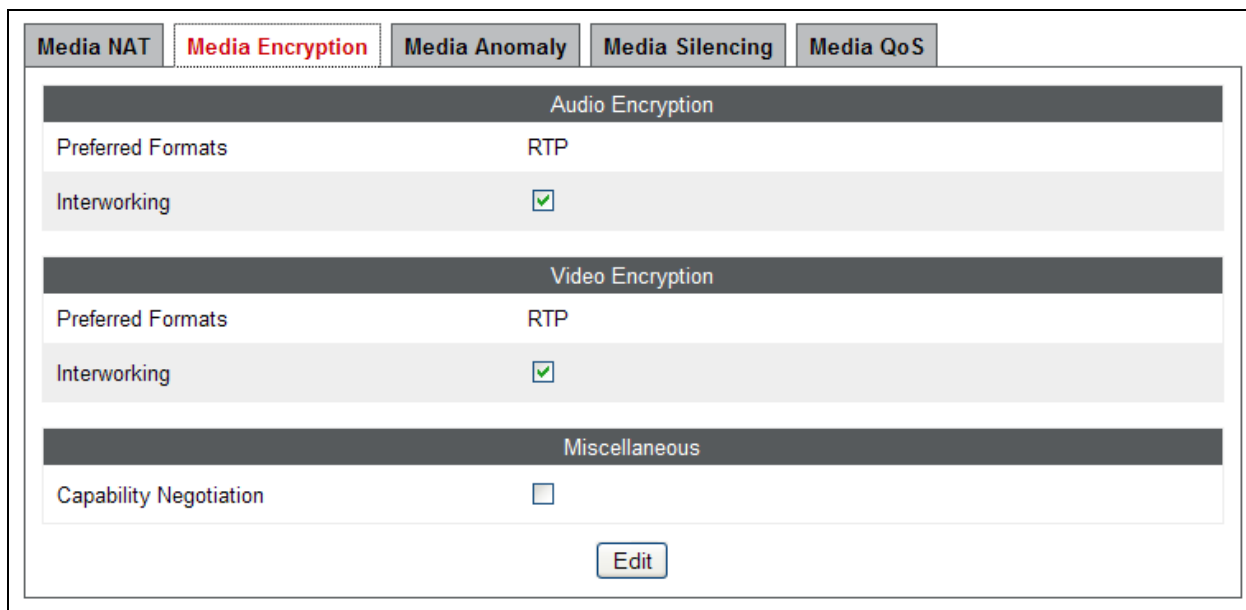 Media NAT Media Encryption Media Anomaly Media Silencing Media QoS
Audio Encryption
Preferred Formats RTP
Interworking
Video Encryption
Preferred Formats RTP
Interworking
Miscellaneous
Capability Negotiation
Edit